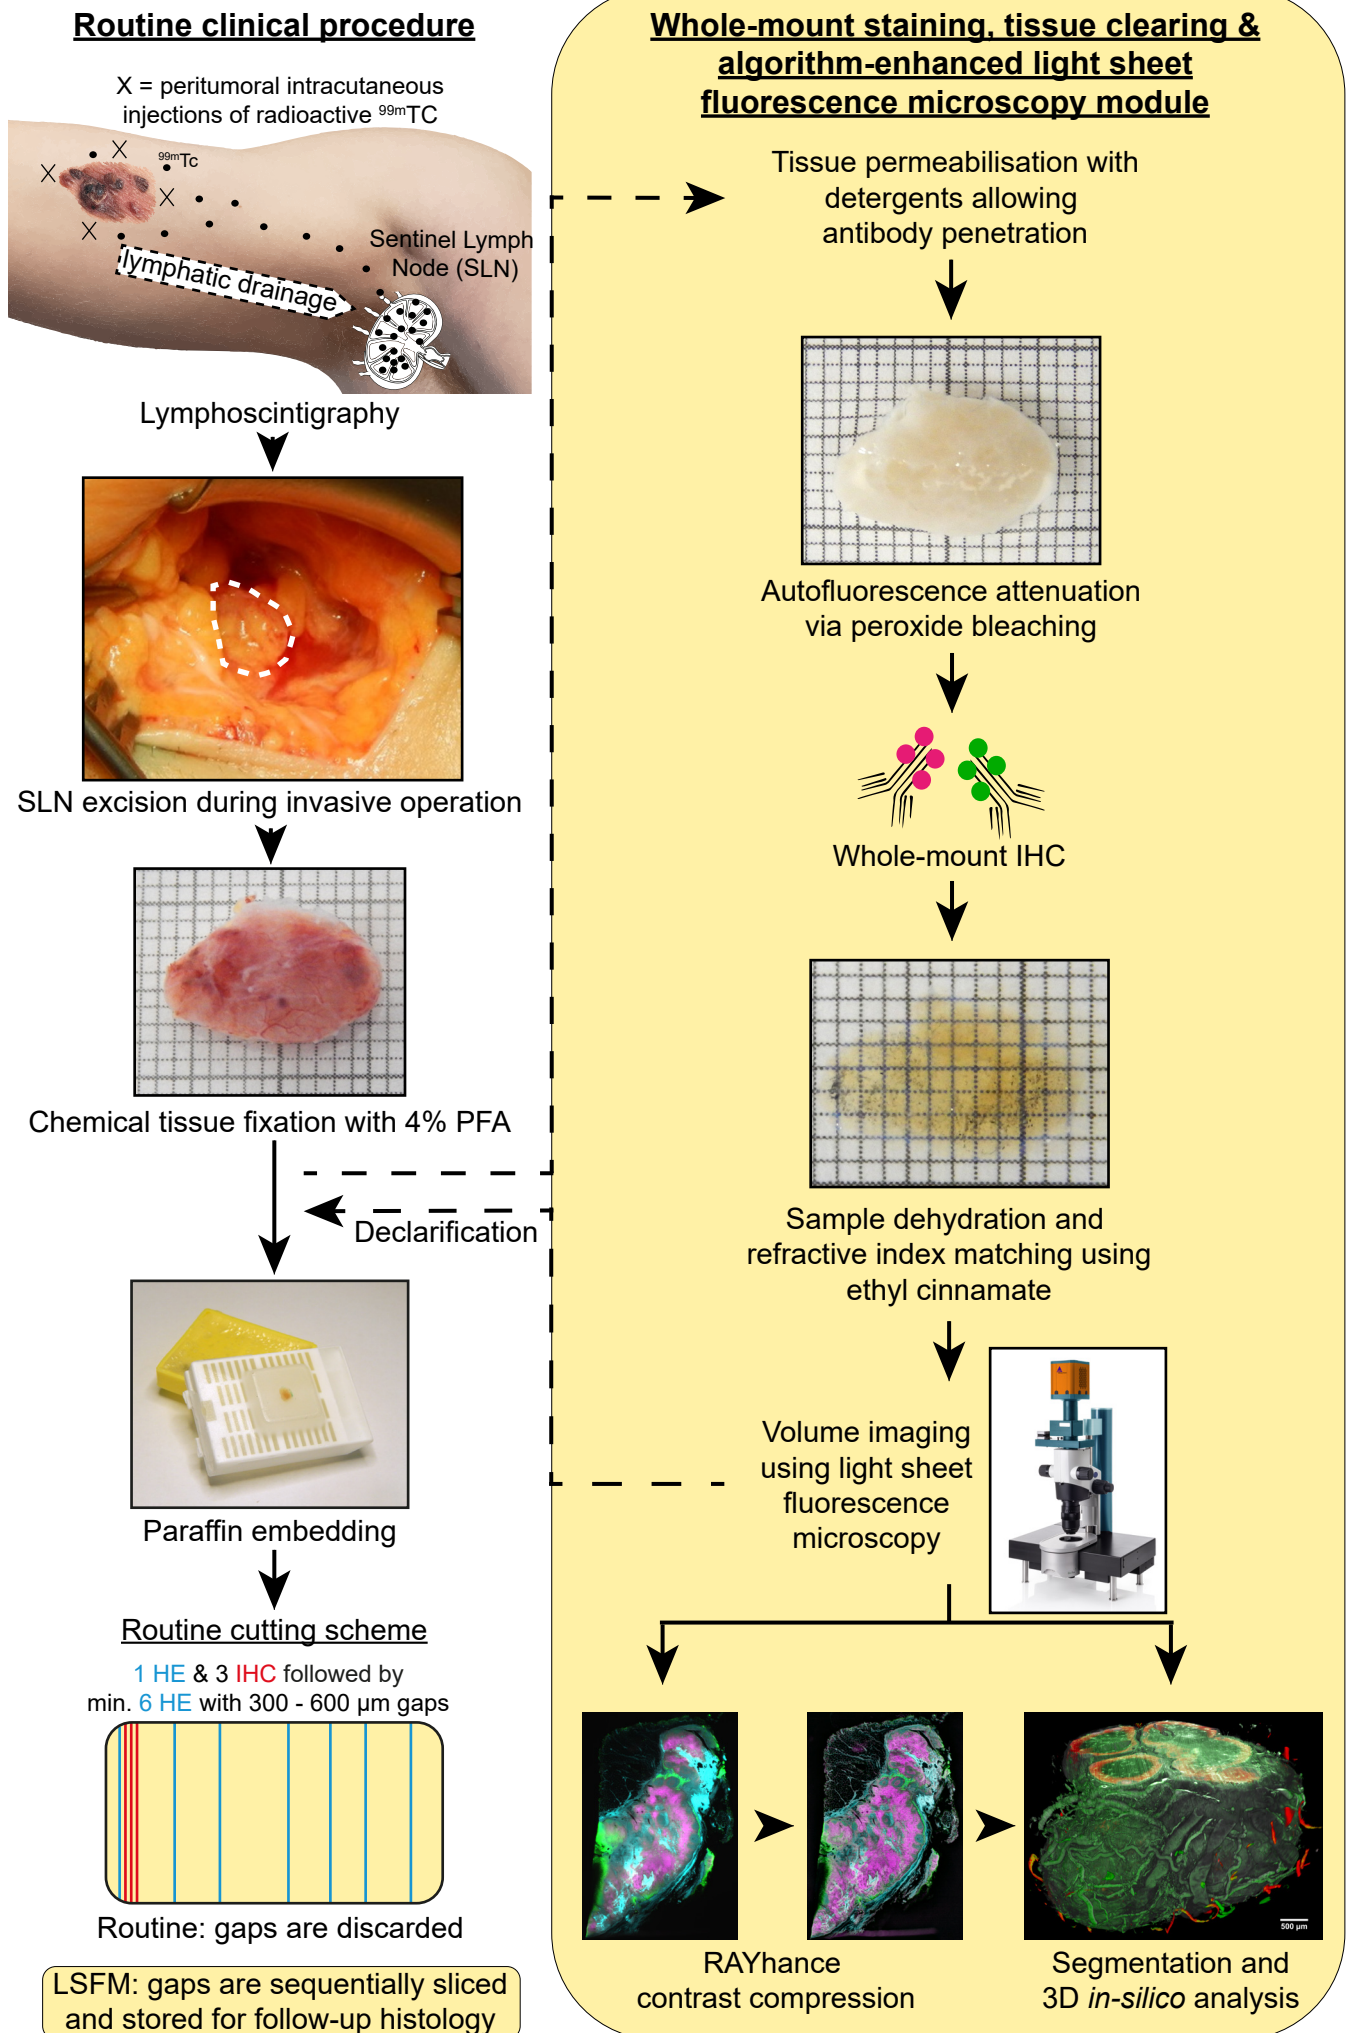 Routine clinical procedure
X = peritumoral intracutaneous
injections of radioactive ⁹⁹ᵐTC
X
X
⁹⁹ᵐTc
X
X
Sentinel Lymph
Node (SLN)
lymphatic drainage
Lymphoscintigraphy
SLN excision during invasive operation
Chemical tissue fixation with 4% PFA
Declarification
Paraffin embedding
Routine cutting scheme
1 HE & 3 IHC followed by
min. 6 HE with 300 - 600 µm gaps
Routine: gaps are discarded
LSFM: gaps are sequentially sliced
and stored for follow-up histology
Whole-mount staining, tissue clearing &
algorithm-enhanced light sheet
fluorescence microscopy module
Tissue permeabilisation with
detergents allowing
antibody penetration
Autofluorescence attenuation
via peroxide bleaching
Whole-mount IHC
Sample dehydration and
refractive index matching using
ethyl cinnamate
Volume imaging
using light sheet
fluorescence
microscopy
500 µm
RAYhance
contrast compression
Segmentation and
3D in-silico analysis